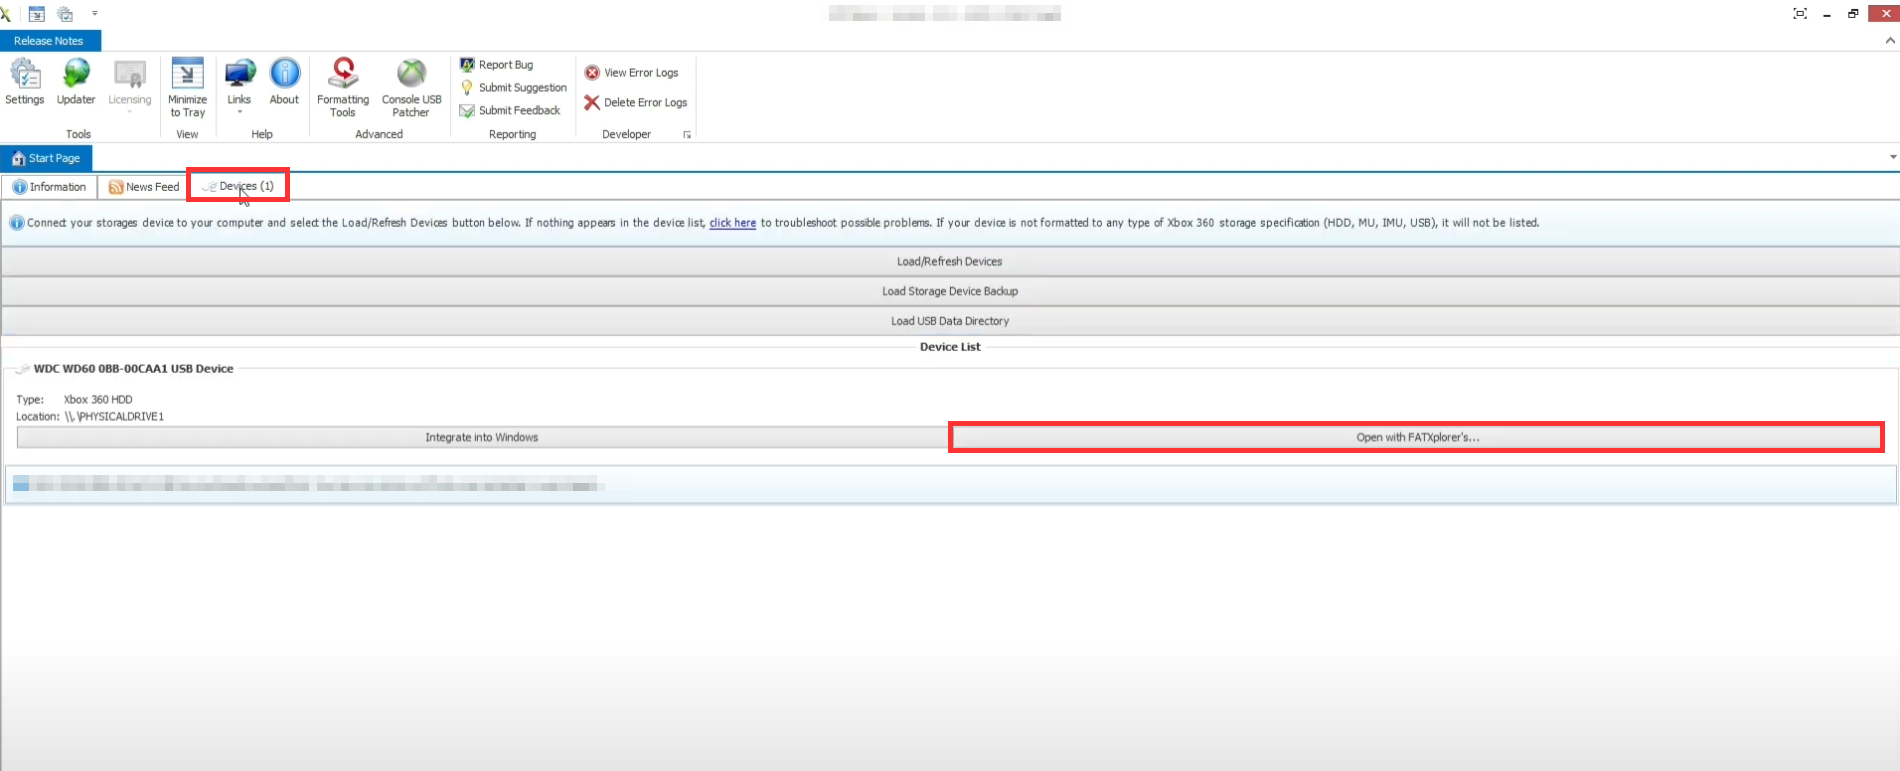 Release Notes
Settings
Updater
Licensing
Minimize
to Tray
Links
About
Formatting
Tools
Console USB
Patcher
Report Bug
Submit Suggestion
Submit Feedback
View Error Logs
Delete Error Logs
Tools
View
Help
Advanced
Reporting
Developer
Start Page
Information
News Feed
Devices (1)
Connect your storages device to your computer and select the Load/Refresh Devices button below. If nothing appears in the device list, click here to troubleshoot possible problems. If your device is not formatted to any type of Xbox 360 storage specification (HDD, MU, IMU, USB), it will not be listed.
Load/Refresh Devices
Load Storage Device Backup
Load USB Data Directory
Device List
WDC WD60 0BB-00CAA1 USB Device
Type: Xbox 360 HDD
Location: \\.\PHYSICALDRIVE1
Integrate into Windows
Open with FATXplorer's...